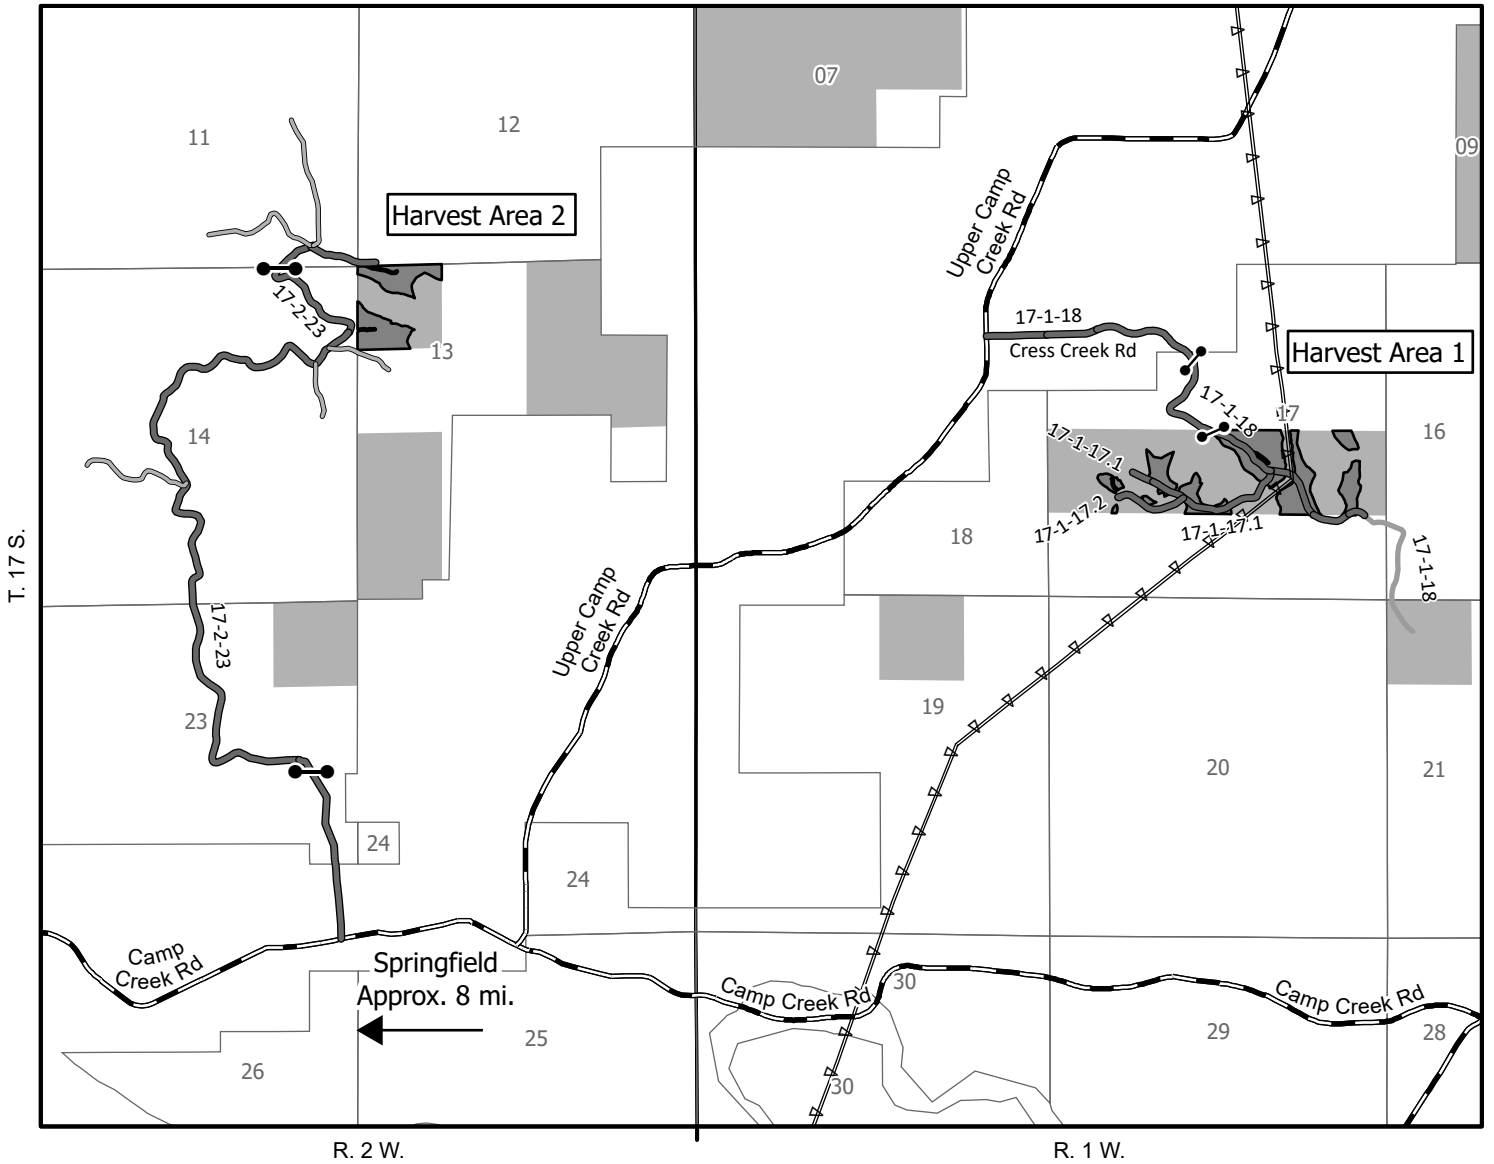 07
12
11
09
Upper Camp
Creek Rd
Harvest Area 2
17-2-23
17-1-18
Cress Creek Rd
Harvest Area 1
13
17-1-18
17
16
14
17-1-17.1
17-1-17.2
17-1-17.1
18
17-1-18
T. 17 S.
Upper Camp
Creek Rd
17-2-23
23
19
20
21
24
24
Camp
Creek Rd
Springfield
Approx. 8 mi.
Camp Creek Rd
30
Camp Creek Rd
25
29
28
26
30
R. 2 W.
R. 1 W.